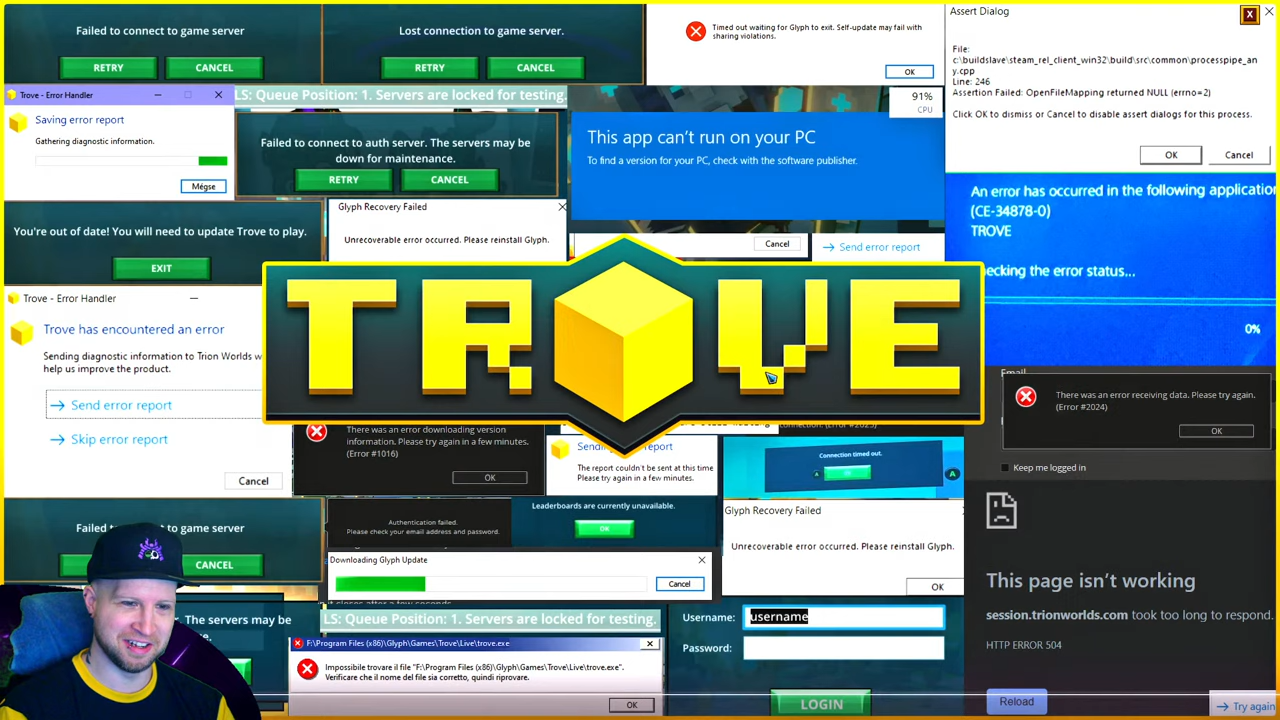 Failed to connect to game server
RETRY
CANCEL
Lost connection to game server.
RETRY
CANCEL
Timed out waiting for Glyph to exit. Self-update may fail with
sharing violations.
OK
Assert Dialog
X
File:
c:\buildslave\steam_rel_client_win32\build\src\common\processpipe_an
y.cpp
Line: 246
Assertion Failed: OpenFileMapping returned NULL (errno=2)
Click OK to dismiss or Cancel to disable assert dialogs for this process.
OK
Cancel
Trove - Error Handler
Saving error report
Gathering diagnostic information.
Mégse
LS: Queue Position: 1. Servers are locked for testing.
Failed to connect to auth server. The servers may be
down for maintenance.
RETRY
CANCEL
91%
CPU
This app can't run on your PC
To find a version for your PC, check with the software publisher.
An error has occurred in the following application
(CE-34878-0)
TROVE
hecking the error status...
0%
You're out of date! You will need to update Trove to play.
EXIT
Glyph Recovery Failed
Unrecoverable error occurred. Please reinstall Glyph.
Cancel
Send error report
Trove - Error Handler
Trove has encountered an error
Sending diagnostic information to Trion Worlds w
help us improve the product.
Send error report
Skip error report
Cancel
TROVE
There was an error downloading version
information. Please try again in a few minutes.
(Error #1016)
OK
report
The report couldn't be sent at this time
Please try again in a few minutes.
Connection timed out.
A
Email
There was an error receiving data. Please try again.
(Error #2024)
OK
Keep me logged in
Authentication failed.
Please check your email address and password.
Leaderboards are currently unavailable.
OK
Glyph Recovery Failed
Unrecoverable error occurred. Please reinstall Glyph.
OK
Failed to connect to game server
CANCEL
Downloading Glyph Update
Cancel
This page isn't working
session.trionworlds.com took too long to respond.
HTTP ERROR 504
Reload
Try again
The servers may be
LS: Queue Position: 1. Servers are locked for testing.
F:\Program Files (x86)\Glyph\Games\Trove\Live\trove.exe
Impossibile trovare il file "F:\Program Files (x86)\Glyph\Games\Trove\Live\trove.exe".
Verificare che il nome del file sia corretto, quindi riprovare.
OK
Username:
username
Password:
LOGIN